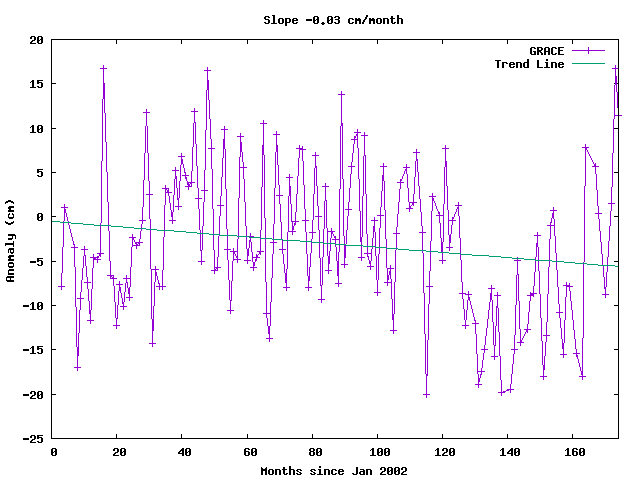 Slope -0.03 cm/month
GRACE
Trend Line
20
15
10
5
0
-5
-10
-15
-20
-25
Anomaly (cm)
0 20 40 60 80 100 120 140 160
Months since Jan 2002